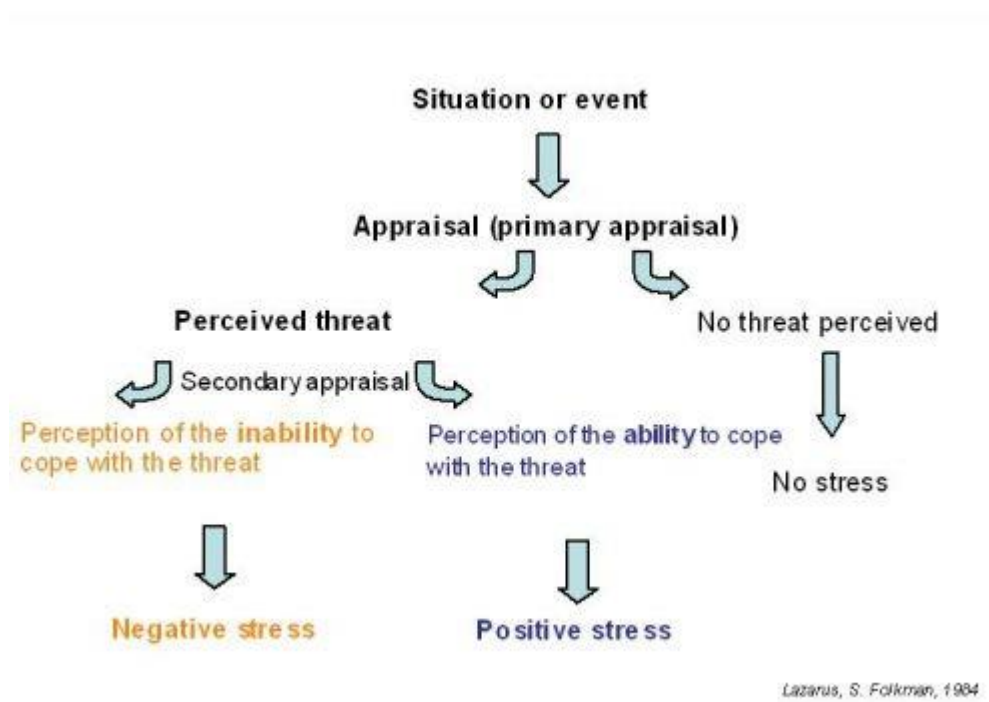 Situation or event
Appraisal (primary appraisal)
Perceived threat
No threat perceived
Secondary appraisal
Perception of the inability to
cope with the threat
Perception of the ability to cope
with the threat
No stress
Negative stress
Positive stress
Lazarus, S. Folkman, 1984